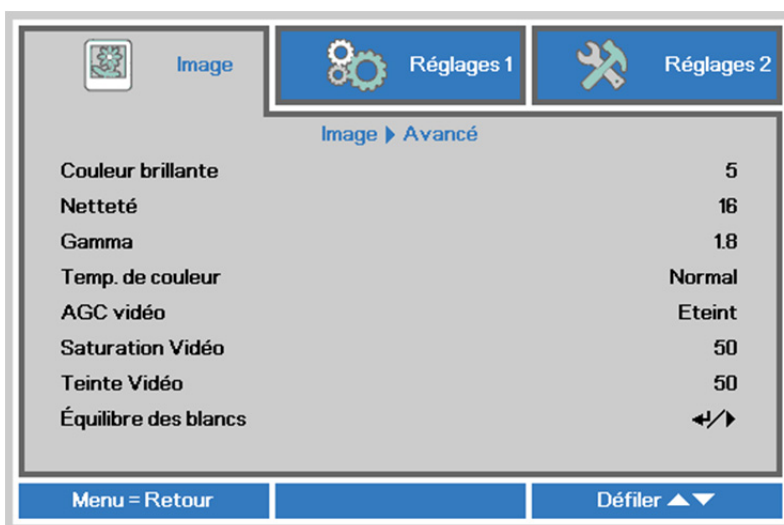 Image Réglages 1 Réglages 2
Image ▶ Avancé
Couleur brillante 5
Netteté 16
Gamma 1.8
Temp. de couleur Normal
AGC vidéo Eteint
Saturation Vidéo 50
Teinte Vidéo 50
Équilibre des blancs ↵/▶
Menu = Retour Défiler ▲▼